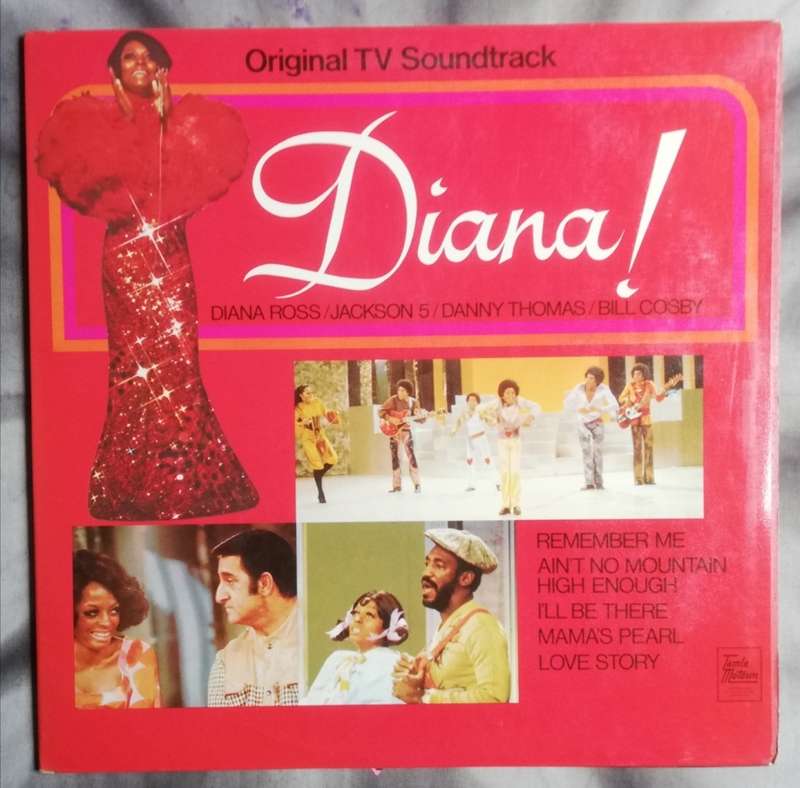 Original TV Soundtrack
Diana!
DIANA ROSS/JACKSON 5/DANNY THOMAS/BILL COSBY
REMEMBER ME
AIN'T NO MOUNTAIN
HIGH ENOUGH
I'LL BE THERE
MAMA'S PEARL
LOVE STORY
Tamla
Motown